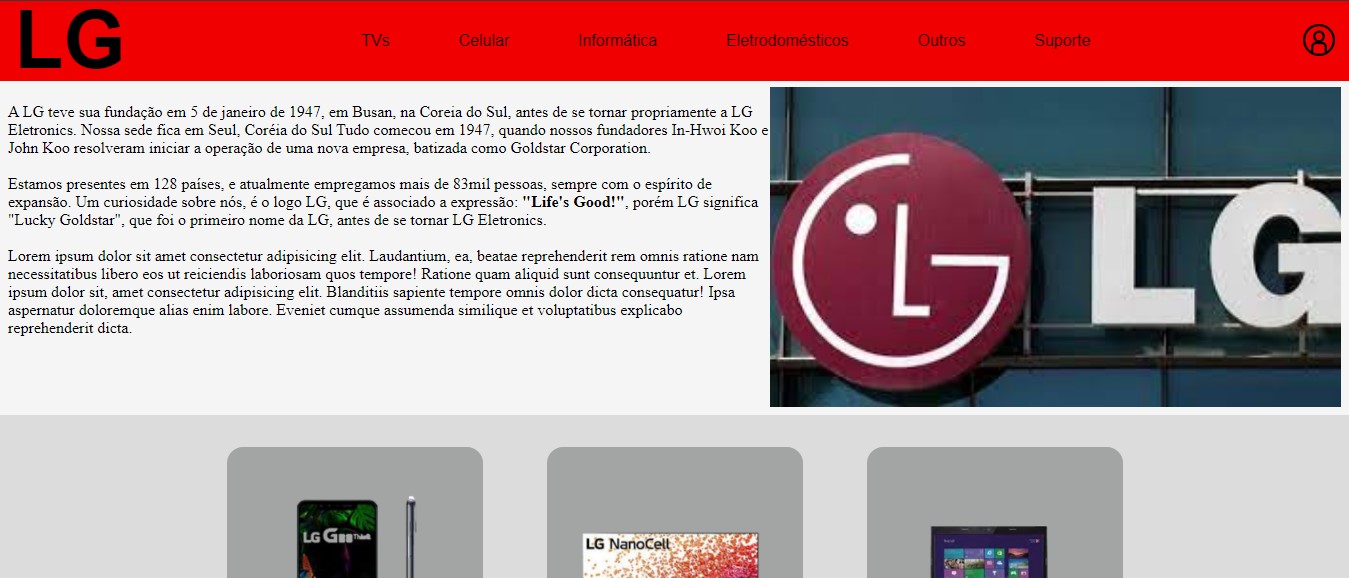 LG
TVs
Celular
Informática
Eletrodomésticos
Outros
Suporte
A LG teve sua fundação em 5 de janeiro de 1947, em Busan, na Coreia do Sul, antes de se tornar propriamente a LG
Eletronics. Nossa sede fica em Seul, Coréia do Sul Tudo comecou em 1947, quando nossos fundadores In-Hwoi Koo e
John Koo resolveram iniciar a operação de uma nova empresa, batizada como Goldstar Corporation.
Estamos presentes em 128 países, e atualmente empregamos mais de 83mil pessoas, sempre com o espírito de
expansão. Um curiosidade sobre nós, é o logo LG, que é associado a expressão: "Life's Good!", porém LG significa
"Lucky Goldstar", que foi o primeiro nome da LG, antes de se tornar LG Eletronics.
Lorem ipsum dolor sit amet consectetur adipisicing elit. Laudantium, ea, beatae reprehenderit rem omnis ratione nam
necessitatibus libero eos ut reiciendis laboriosam quos tempore! Ratione quam aliquid sunt consequuntur et. Lorem
ipsum dolor sit, amet consectetur adipisicing elit. Blanditiis sapiente tempore omnis dolor dicta consequatur! Ipsa
aspernatur doloremque alias enim labore. Eveniet cumque assumenda similique et voluptatibus explicabo
reprehenderit dicta.
LG
LG
LG G8s ThinQ
LG NanoCell